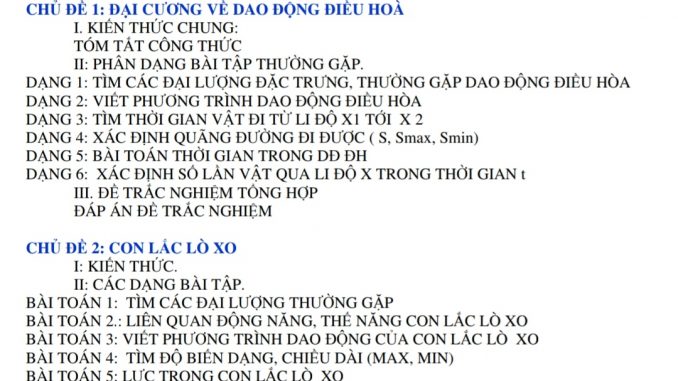 CHỦ ĐỀ 1: ĐẠI CƯƠNG VỀ DAO ĐỘNG ĐIỀU HOÀ
I. KIẾN THỨC CHUNG:
TÓM TẮT CÔNG THỨC
II: PHÂN DẠNG BÀI TẬP THƯỜNG GẶP.
DẠNG 1: TÌM CÁC ĐẠI LƯỢNG ĐẶC TRƯNG, THƯỜNG GẶP DAO ĐỘNG ĐIỀU HÒA
DẠNG 2: VIẾT PHƯƠNG TRÌNH DAO ĐỘNG ĐIỀU HÒA
DẠNG 3: TÌM THỜI GIAN VẬT ĐI TỪ LI ĐỘ X1 TỚI X 2
DẠNG 4: XÁC ĐỊNH QUÃNG ĐƯỜNG ĐI ĐƯỢC ( S, Smax, Smin)
DẠNG 5: BÀI TOÁN THỜI GIAN TRONG DĐ ĐH
DẠNG 6: XÁC ĐỊNH SỐ LẦN VẬT QUA LI ĐỘ X TRONG THỜI GIAN t
III. ĐỀ TRẮC NGHIỆM TỔNG HỢP
ĐÁP ÁN ĐỀ TRẮC NGHIỆM
CHỦ ĐỀ 2: CON LẮC LÒ XO
I: KIẾN THỨC.
II: CÁC DẠNG BÀI TẬP.
BÀI TOÁN 1: TÌM CÁC ĐẠI LƯỢNG THƯỜNG GẶP
BÀI TOÁN 2.: LIÊN QUAN ĐỘNG NĂNG, THẾ NĂNG CON LẮC LÒ XO
BÀI TOÁN 3: VIẾT PHƯƠNG TRÌNH DAO ĐỘNG CỦA CON LẮC LÒ XO
BÀI TOÁN 4: TÌM ĐỘ BIẾN DẠNG, CHIỀU DÀI (MAX, MIN)
BÀI TOÁN 5: LỰC TRONG CON LẮC LÒ XO